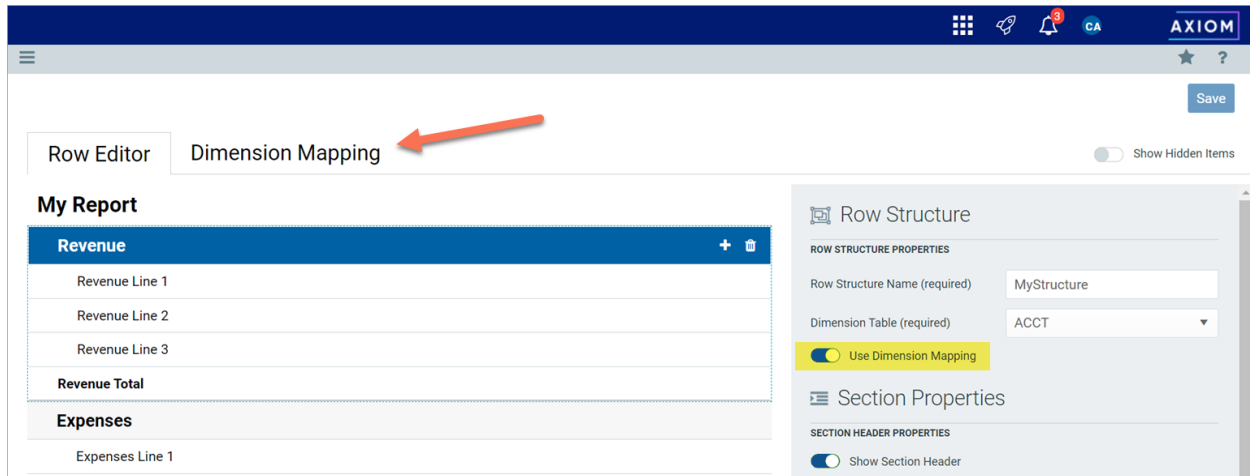 3
CA
AXIOM
?
Save
Row Editor
Dimension Mapping
Show Hidden Items
My Report
Revenue
Revenue Line 1
Revenue Line 2
Revenue Line 3
Revenue Total
Expenses
Expenses Line 1
Row Structure
ROW STRUCTURE PROPERTIES
Row Structure Name (required) MyStructure
Dimension Table (required) ACCT
Use Dimension Mapping
Section Properties
SECTION HEADER PROPERTIES
Show Section Header